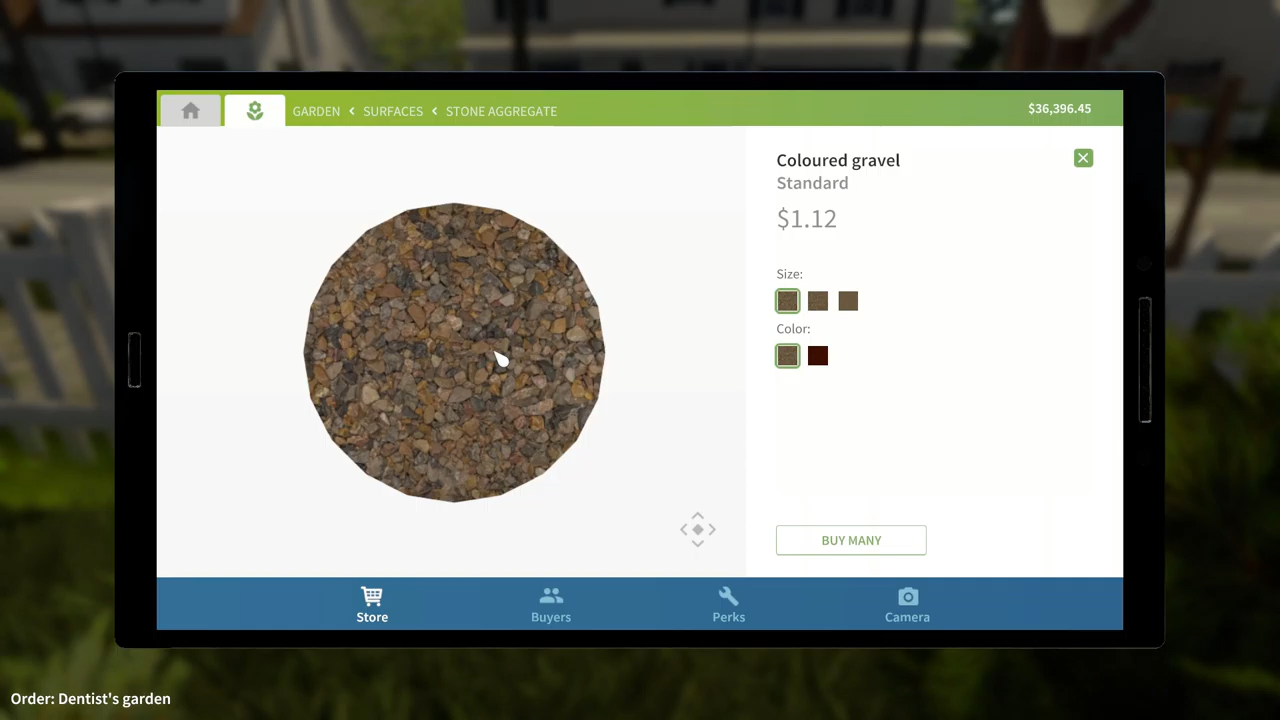 GARDEN < SURFACES < STONE AGGREGATE
$36,396.45
Coloured gravel
Standard
$1.12
Size:
Color:
BUY MANY
Store
Buyers
Perks
Camera
Order: Dentist's garden